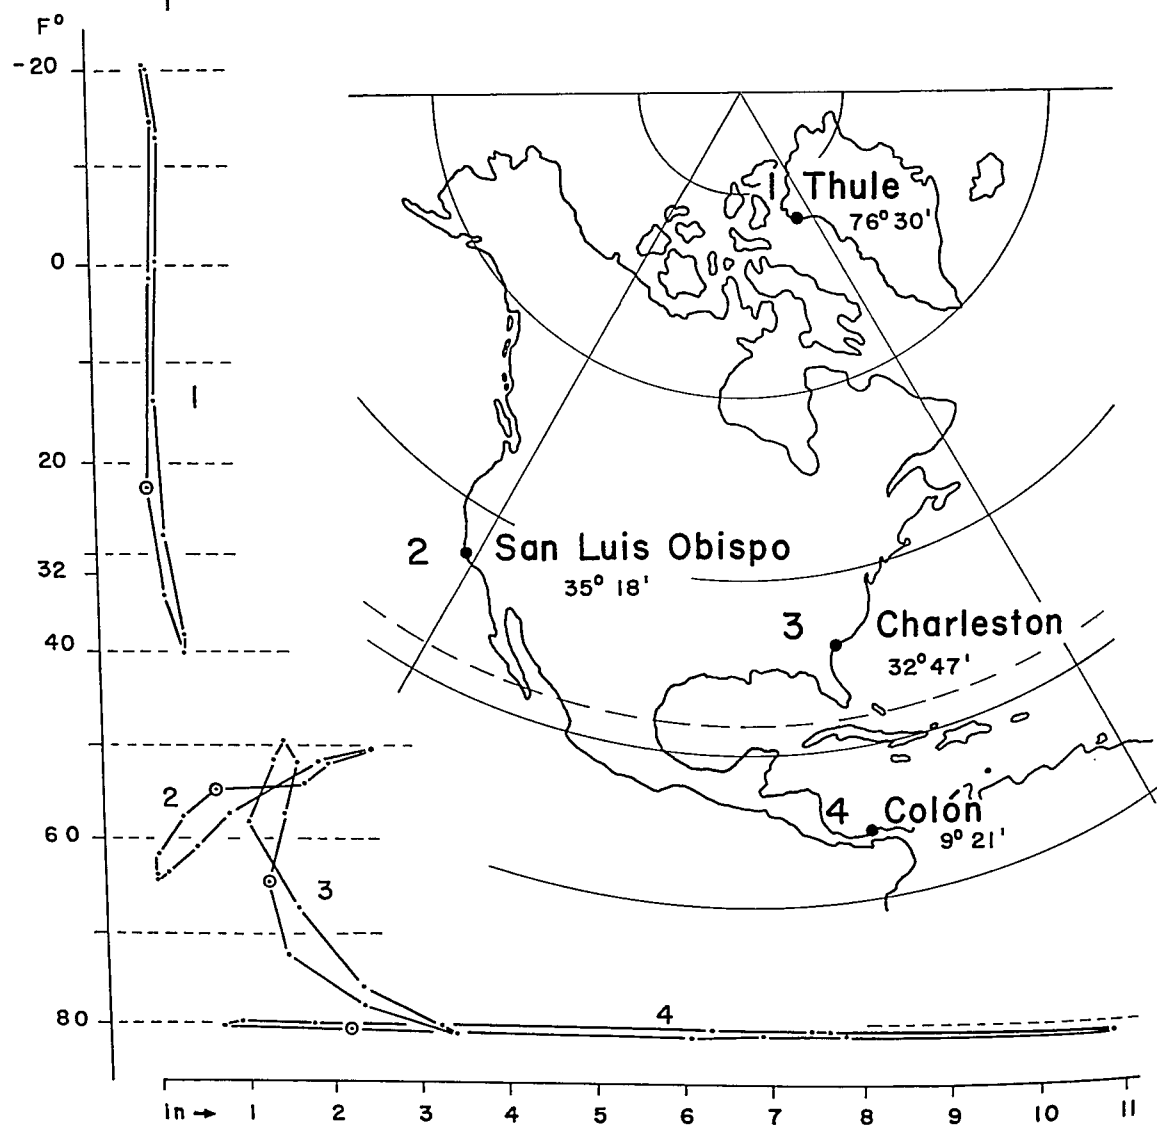 F°
-20
0
1
20
32
40
2
60
3
80
4
in → 1 2 3 4 5 6 7 8 9 10 11
1 Thule
76° 30'
2 San Luis Obispo
35° 18'
3 Charleston
32° 47'
4 Colón
9° 21'